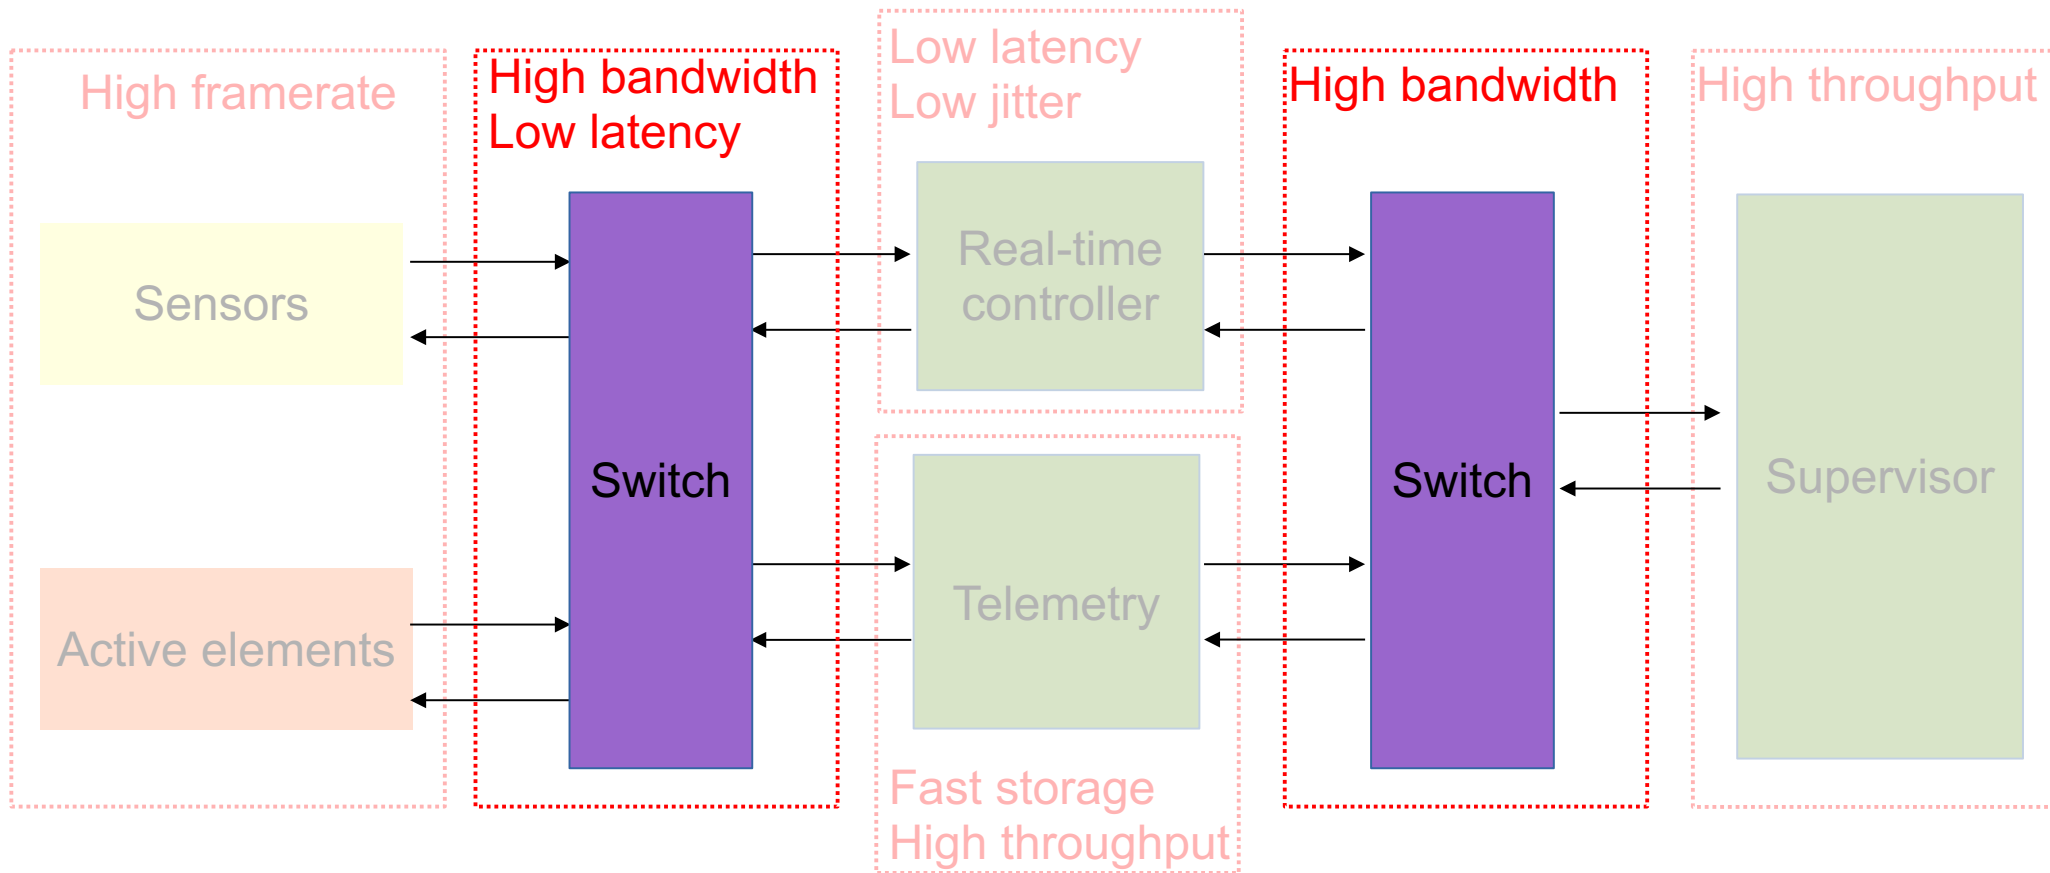 High framerate
Sensors
Active elements
High bandwidth
Low latency
Switch
Low latency
Low jitter
Real-time
controller
Telemetry
Fast storage
High throughput
High bandwidth
Switch
High throughput
Supervisor